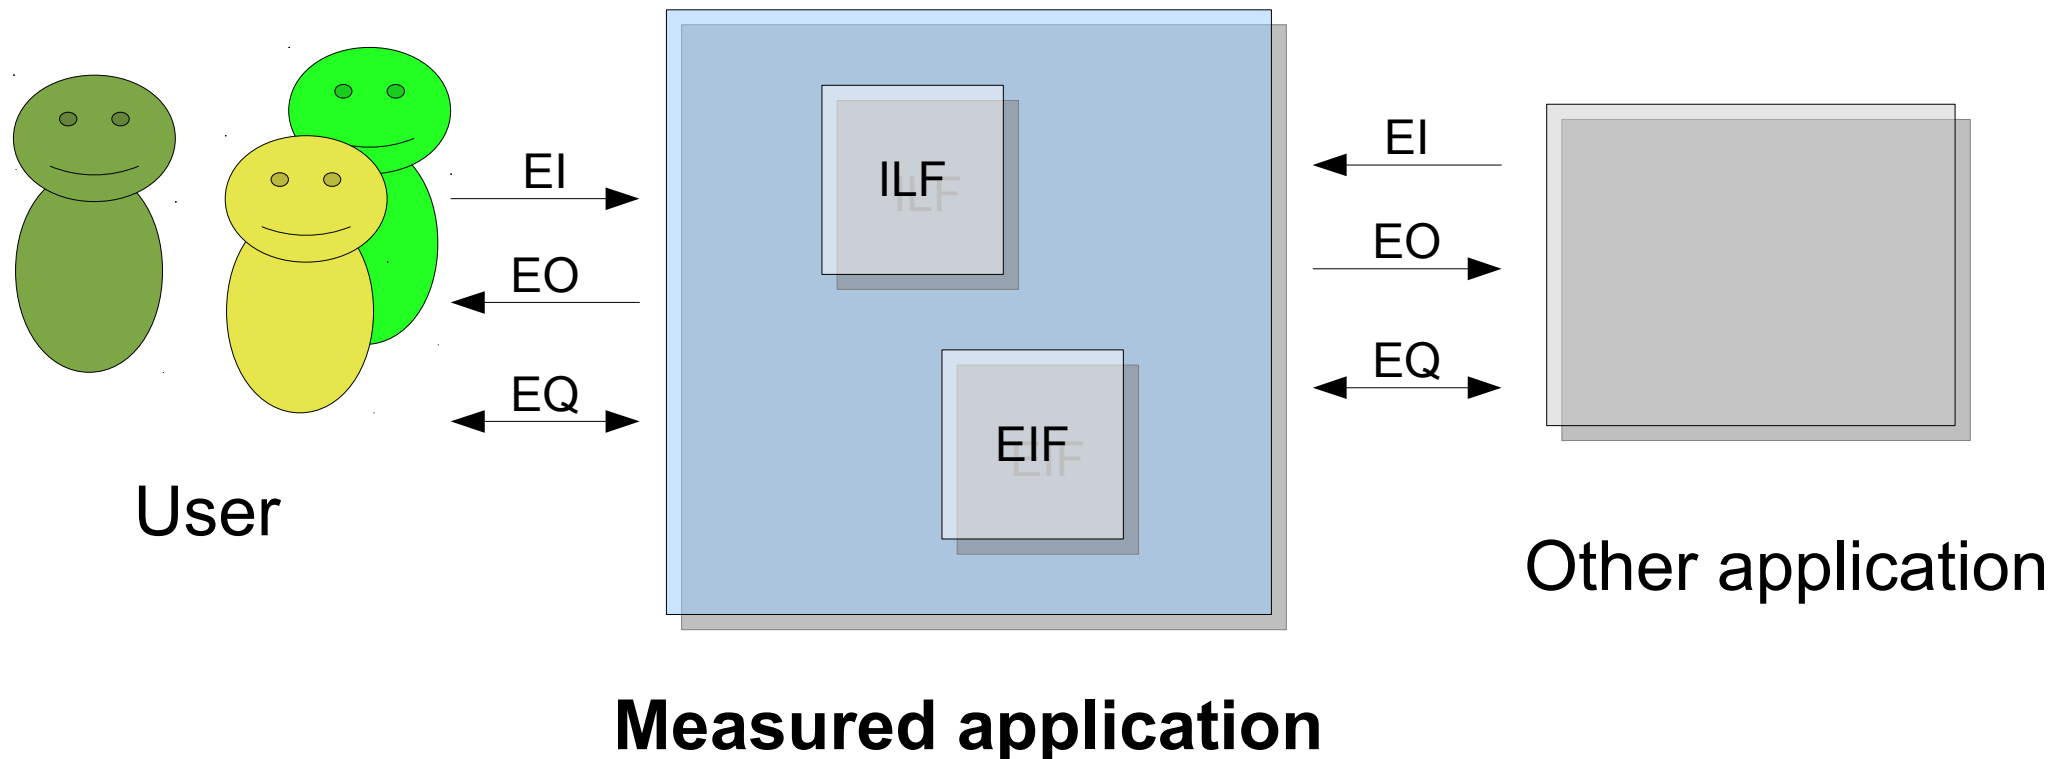 EI
EO
EQ
User
ILF
EIF
Measured application
EI
EO
EQ
Other application